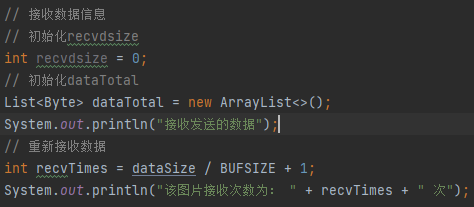 // 接收数据信息
// 初始化recvdsize
int recvdsize = 0;
// 初始化dataTotal
List<Byte> dataTotal = new ArrayList<>();
System.out.println("接收发送的数据");
// 重新接收数据
int recvTimes = dataSize / BUFSIZE + 1;
System.out.println("该图片接收次数为: " + recvTimes + " 次");